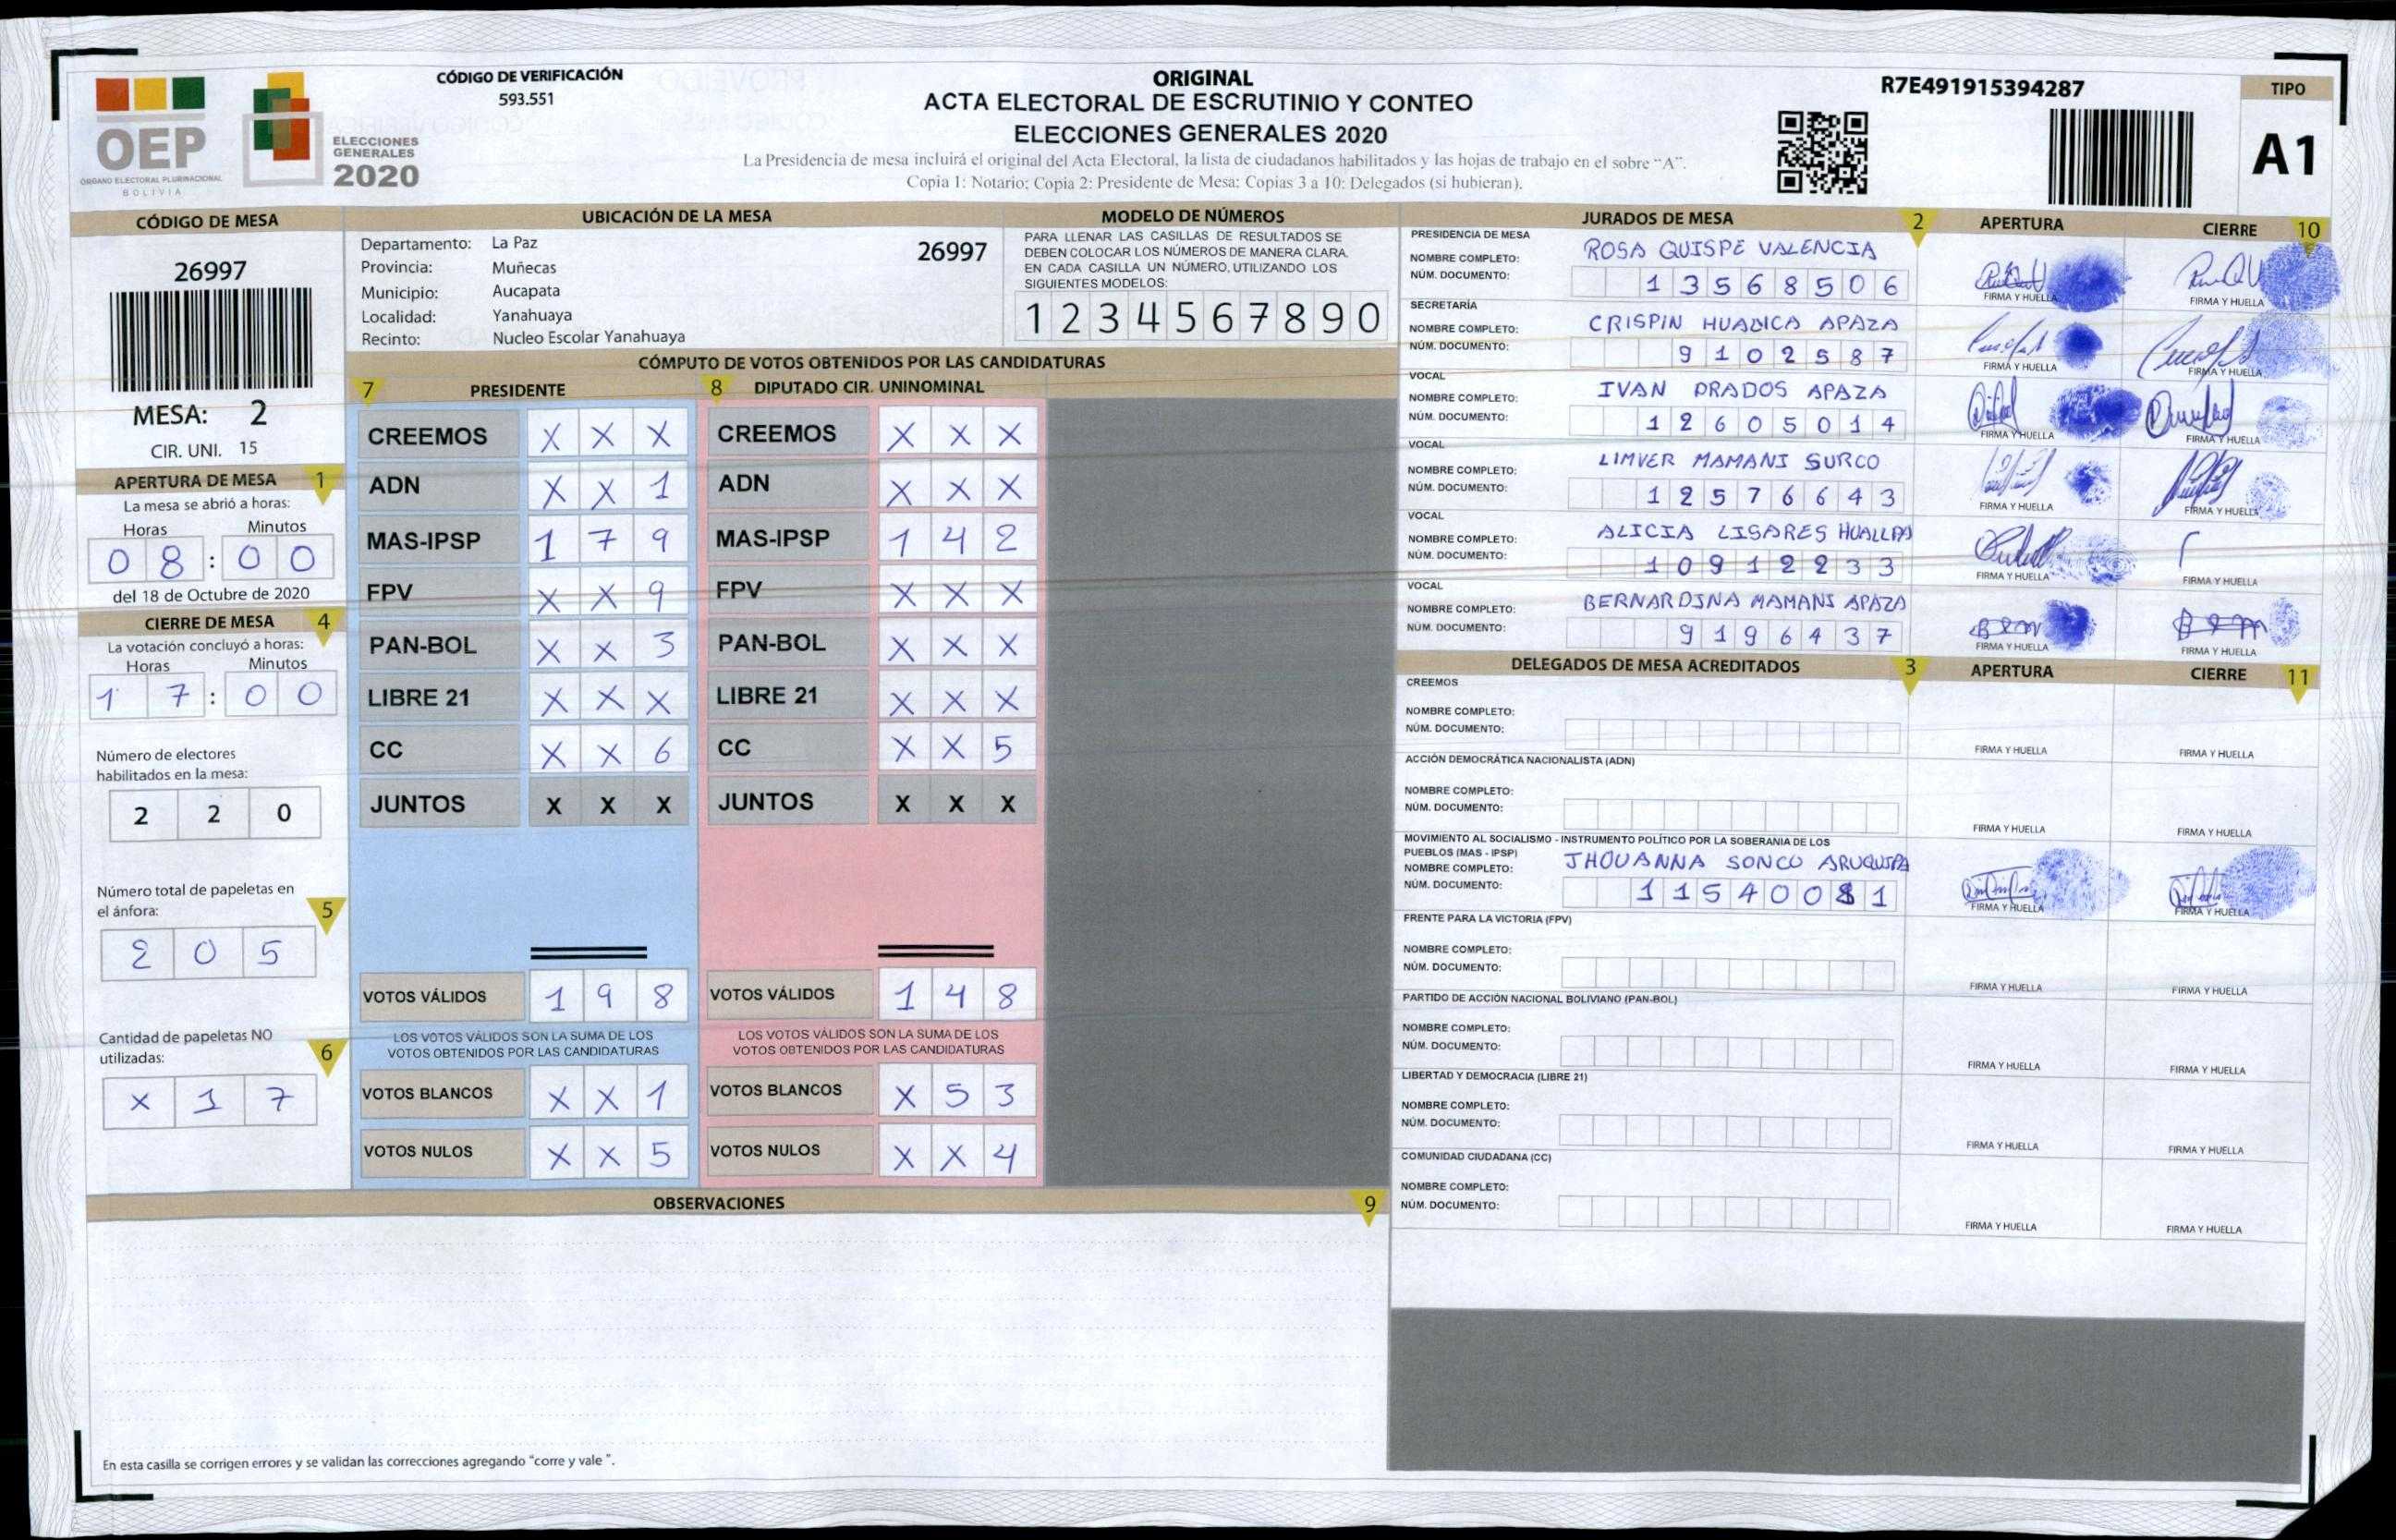 OEP
ÓRGANO ELECTORAL PLURINACIONAL
BOLIVIA
ELECCIONES
GENERALES
2020
CÓDIGO DE VERIFICACIÓN
593.551
ORIGINAL
ACTA ELECTORAL DE ESCRUTINIO Y CONTEO
ELECCIONES GENERALES 2020
La Presidencia de mesa incluirá el original del Acta Electoral, la lista de ciudadanos habilitados y las hojas de trabajo en el sobre “A”.
Copia 1: Notario; Copia 2: Presidente de Mesa; Copias 3 a 10: Delegados (si hubieran).
R7E491915394287
TIPO
A1
CÓDIGO DE MESA
26997
MESA: 2
CIR. UNI. 15
APERTURA DE MESA 1
La mesa se abrió a horas:
Horas Minutos
0 8 : 0 0
del 18 de Octubre de 2020
CIERRE DE MESA 4
La votación concluyó a horas:
Horas Minutos
1 7 : 0 0
Número de electores
habilitados en la mesa:
2 2 0
Número total de papeletas en
el ánfora: 5
2 0 5
Cantidad de papeletas NO
utilizadas: 6
X 1 7
UBICACIÓN DE LA MESA
Departamento: La Paz 26997
Provincia: Muñecas
Municipio: Aucapata
Localidad: Yanahuaya
Recinto: Nucleo Escolar Yanahuaya
MODELO DE NÚMEROS
PARA LLENAR LAS CASILLAS DE RESULTADOS SE
DEBEN COLOCAR LOS NÚMEROS DE MANERA CLARA.
EN CADA CASILLA UN NÚMERO, UTILIZANDO LOS
SIGUIENTES MODELOS:
1 2 3 4 5 6 7 8 9 0
CÓMPUTO DE VOTOS OBTENIDOS POR LAS CANDIDATURAS
7 PRESIDENTE 8 DIPUTADO CIR. UNINOMINAL
CREEMOS X X X CREEMOS X X X
ADN X X 1 ADN X X X
MAS-IPSP 1 7 9 MAS-IPSP 1 4 2
FPV X X 9 FPV X X X
PAN-BOL X X 3 PAN-BOL X X X
LIBRE 21 X X X LIBRE 21 X X X
CC X X 6 CC X X 5
JUNTOS X X X JUNTOS X X X
VOTOS VÁLIDOS 1 9 8 VOTOS VÁLIDOS 1 4 8
LOS VOTOS VÁLIDOS SON LA SUMA DE LOS LOS VOTOS VÁLIDOS SON LA SUMA DE LOS
VOTOS OBTENIDOS POR LAS CANDIDATURAS VOTOS OBTENIDOS POR LAS CANDIDATURAS
VOTOS BLANCOS X X 1 VOTOS BLANCOS X 5 3
VOTOS NULOS X X 5 VOTOS NULOS X X 4
OBSERVACIONES 9
En esta casilla se corrigen errores y se validan las correcciones agregando "corre y vale ".
JURADOS DE MESA 2 APERTURA CIERRE 10
PRESIDENCIA DE MESA
NOMBRE COMPLETO: ROSA QUISPE VALENCIA
NÚM. DOCUMENTO: 1 3 5 6 8 5 0 6
FIRMA Y HUELLA FIRMA Y HUELLA
SECRETARÍA
NOMBRE COMPLETO: CRISPIN HUALLCA APAZA
NÚM. DOCUMENTO: 9 1 0 2 5 8 7
FIRMA Y HUELLA FIRMA Y HUELLA
VOCAL
NOMBRE COMPLETO: IVAN PRADOS APAZA
NÚM. DOCUMENTO: 1 2 6 0 5 0 1 4
FIRMA Y HUELLA FIRMA Y HUELLA
VOCAL
NOMBRE COMPLETO: LIMVER MAMANI SURCO
NÚM. DOCUMENTO: 1 2 5 7 6 6 4 3
FIRMA Y HUELLA FIRMA Y HUELLA
VOCAL
NOMBRE COMPLETO: ALICIA LISARES HUALLPA
NÚM. DOCUMENTO: 1 0 9 1 2 2 3 3
FIRMA Y HUELLA FIRMA Y HUELLA
VOCAL
NOMBRE COMPLETO: BERNARDINA MAMANI APAZA
NÚM. DOCUMENTO: 9 1 9 6 4 3 7
FIRMA Y HUELLA FIRMA Y HUELLA
DELEGADOS DE MESA ACREDITADOS 3 APERTURA CIERRE 11
CREEMOS
NOMBRE COMPLETO:
NÚM. DOCUMENTO:
FIRMA Y HUELLA FIRMA Y HUELLA
ACCIÓN DEMOCRÁTICA NACIONALISTA (ADN)
NOMBRE COMPLETO:
NÚM. DOCUMENTO:
FIRMA Y HUELLA FIRMA Y HUELLA
MOVIMIENTO AL SOCIALISMO - INSTRUMENTO POLÍTICO POR LA SOBERANIA DE LOS
PUEBLOS (MAS - IPSP)
NOMBRE COMPLETO: JHOVANNA SONCO ARUQUIPA
NÚM. DOCUMENTO: 1 1 5 4 0 0 8 1
FIRMA Y HUELLA FIRMA Y HUELLA
FRENTE PARA LA VICTORIA (FPV)
NOMBRE COMPLETO:
NÚM. DOCUMENTO:
FIRMA Y HUELLA FIRMA Y HUELLA
PARTIDO DE ACCIÓN NACIONAL BOLIVIANO (PAN-BOL)
NOMBRE COMPLETO:
NÚM. DOCUMENTO:
FIRMA Y HUELLA FIRMA Y HUELLA
LIBERTAD Y DEMOCRACIA (LIBRE 21)
NOMBRE COMPLETO:
NÚM. DOCUMENTO:
FIRMA Y HUELLA FIRMA Y HUELLA
COMUNIDAD CIUDADANA (CC)
NOMBRE COMPLETO:
NÚM. DOCUMENTO:
FIRMA Y HUELLA FIRMA Y HUELLA